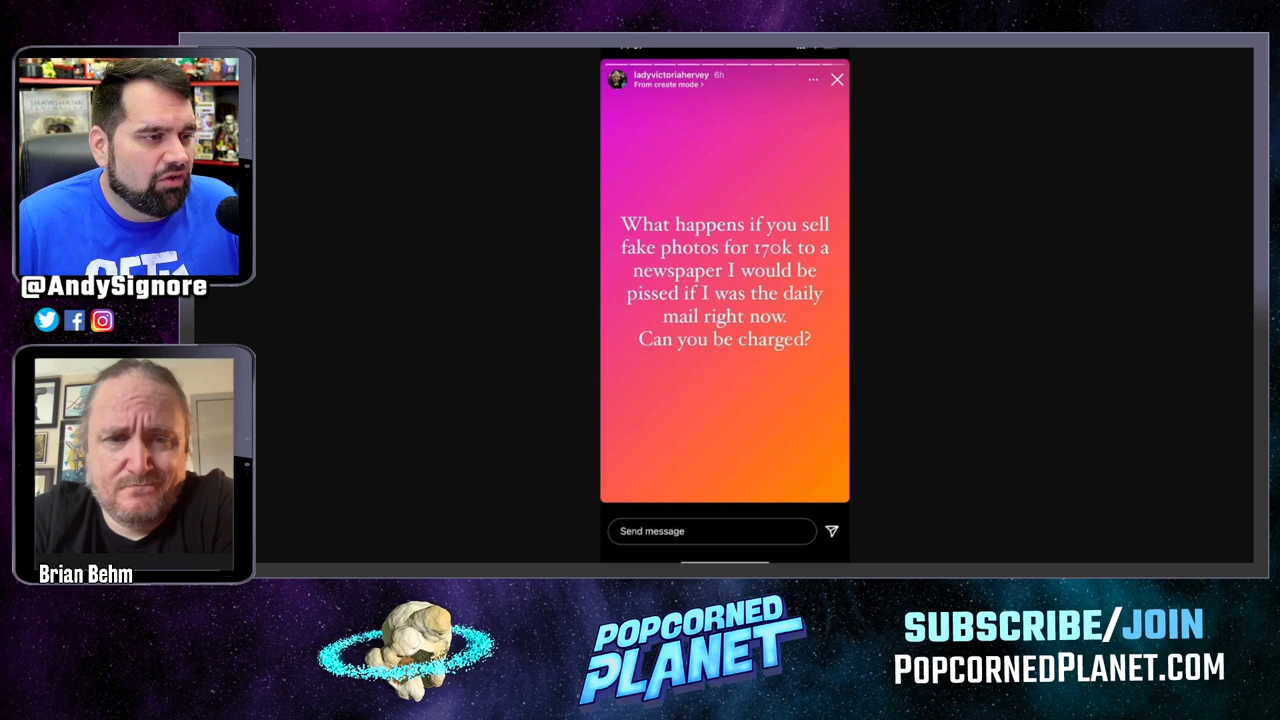 ladyvictoriahervey 6h
From create mode ›
What happens if you sell
fake photos for 170k to a
newspaper I would be
pissed if I was the daily
mail right now.
Can you be charged?
Send message
SHAWSHANK
GET
@AndySignore
Brian Behm
POPCORNED
PLANET
SUBSCRIBE/JOIN
POPCORNEDPLANET.COM